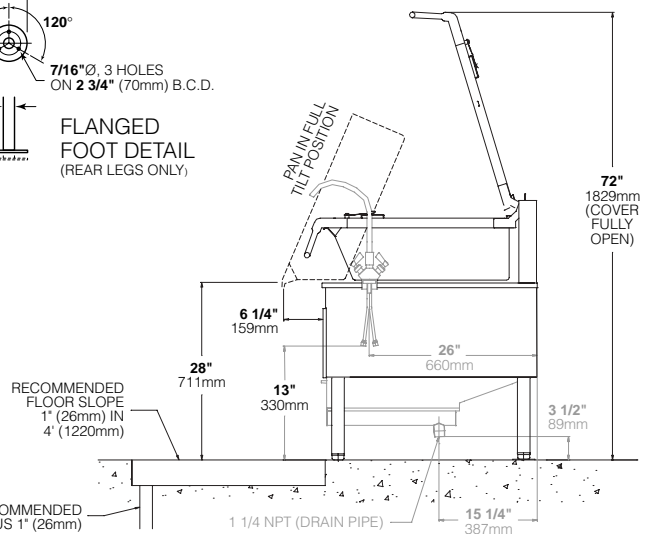 120°
7/16"Ø, 3 HOLES
ON 2 3/4" (70mm) B.C.D.
FLANGED
FOOT DETAIL
(REAR LEGS ONLY)
PAN IN FULL
TILT POSITION
72"
1829mm
(COVER
FULLY
OPEN)
6 1/4"
159mm
28"
711mm
13"
330mm
26"
660mm
3 1/2"
89mm
RECOMMENDED
FLOOR SLOPE
1" (26mm) IN
4' (1220mm)
1 1/4 NPT (DRAIN PIPE)
15 1/4"
387mm
1" (26mm)